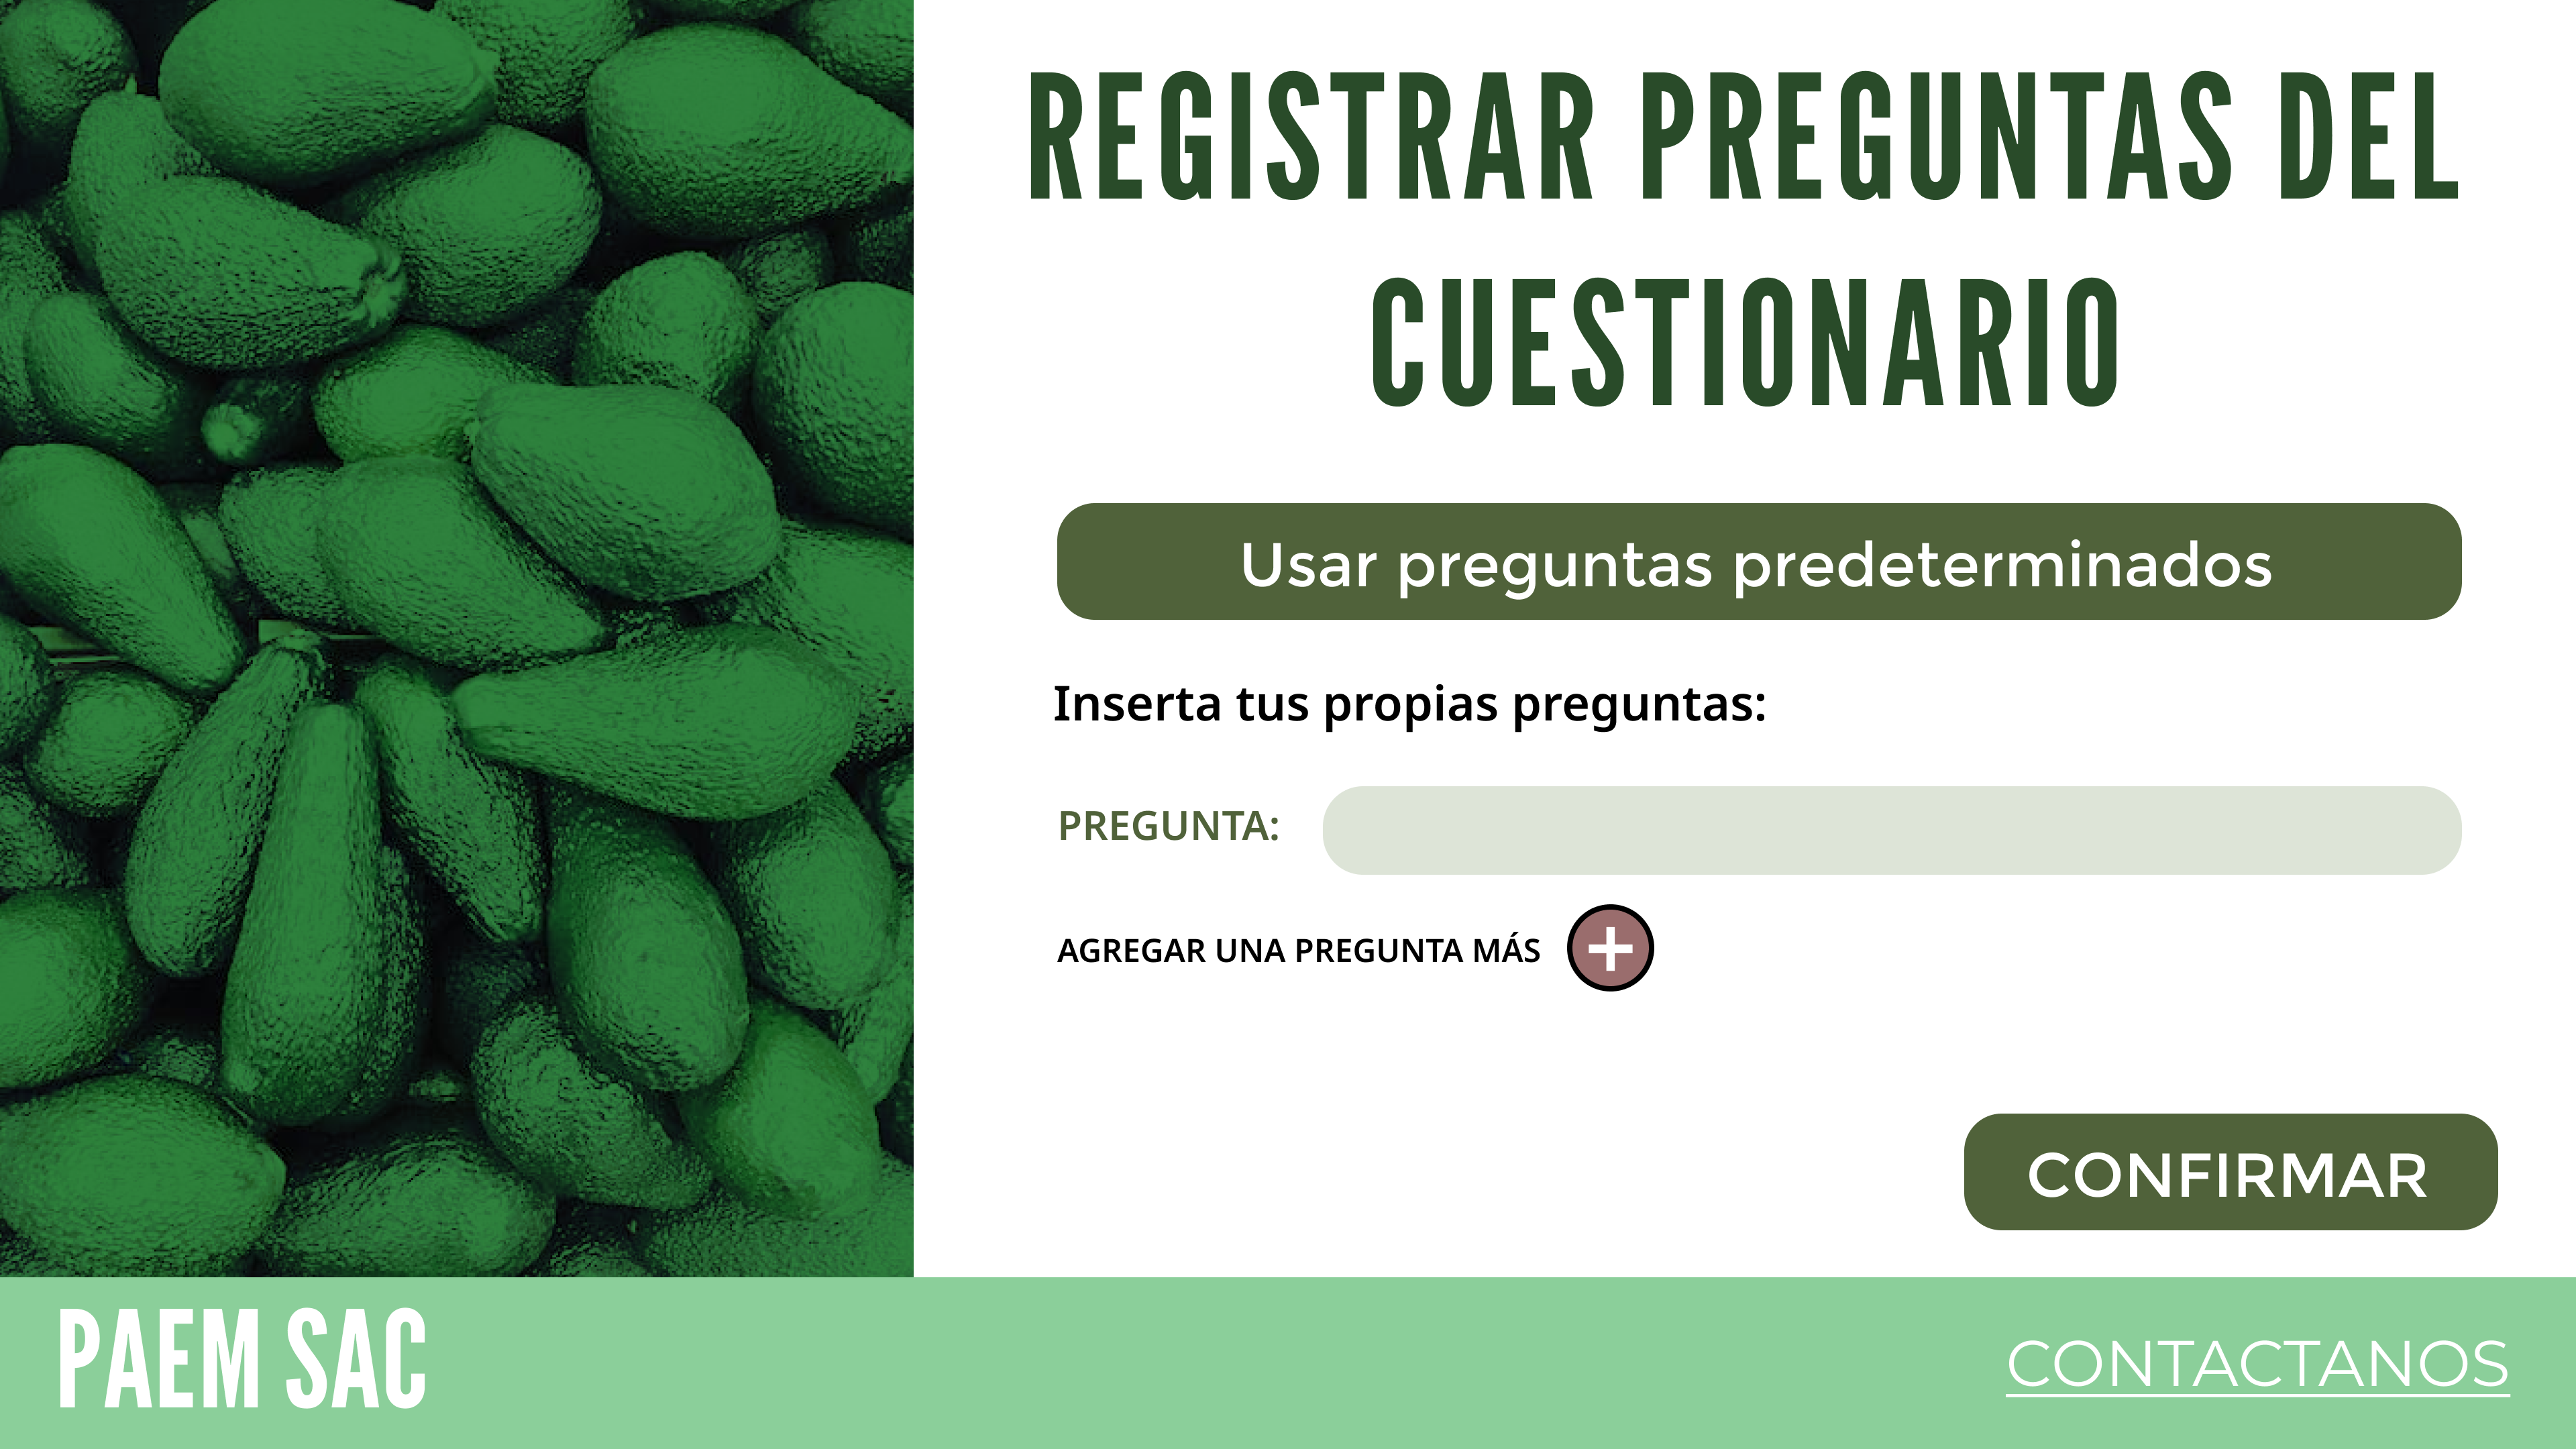 REGISTRAR PREGUNTAS DEL
CUESTIONARIO
Usar preguntas predeterminados
Inserta tus propias preguntas:
PREGUNTA:
AGREGAR UNA PREGUNTA MÁS
CONFIRMAR
PAEM SAC
CONTACTANOS